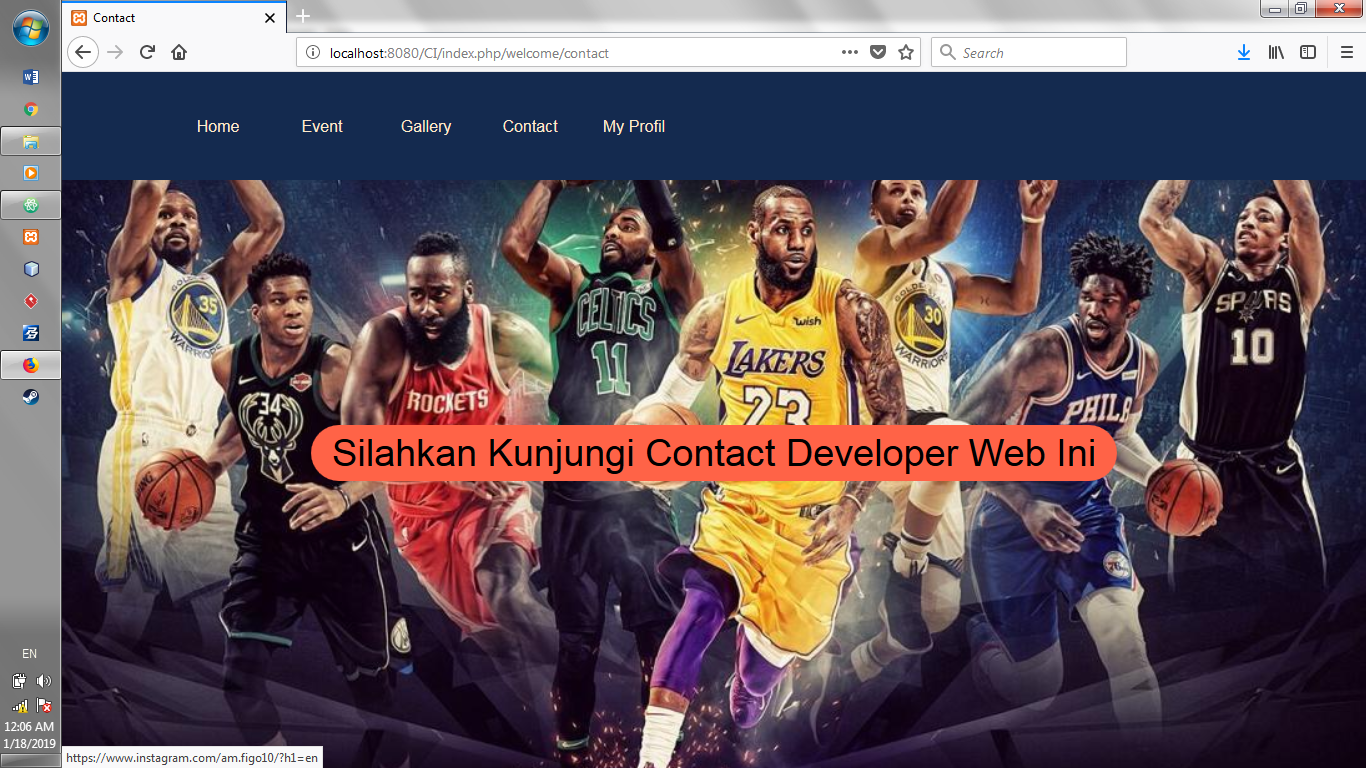 Contact
localhost:8080/CI/index.php/welcome/contact
Search
Home Event Gallery Contact My Profil
GOLDEN STATE
35
WARRIORS
34
ROCKETS
CELTICS
11
wish
LAKERS
23
30
WARRIORS
PHILA
76
SPURS
10
Silahkan Kunjungi Contact Developer Web Ini
EN
12:06 AM
1/18/2019
https://www.instagram.com/am.figo10/?hl=en